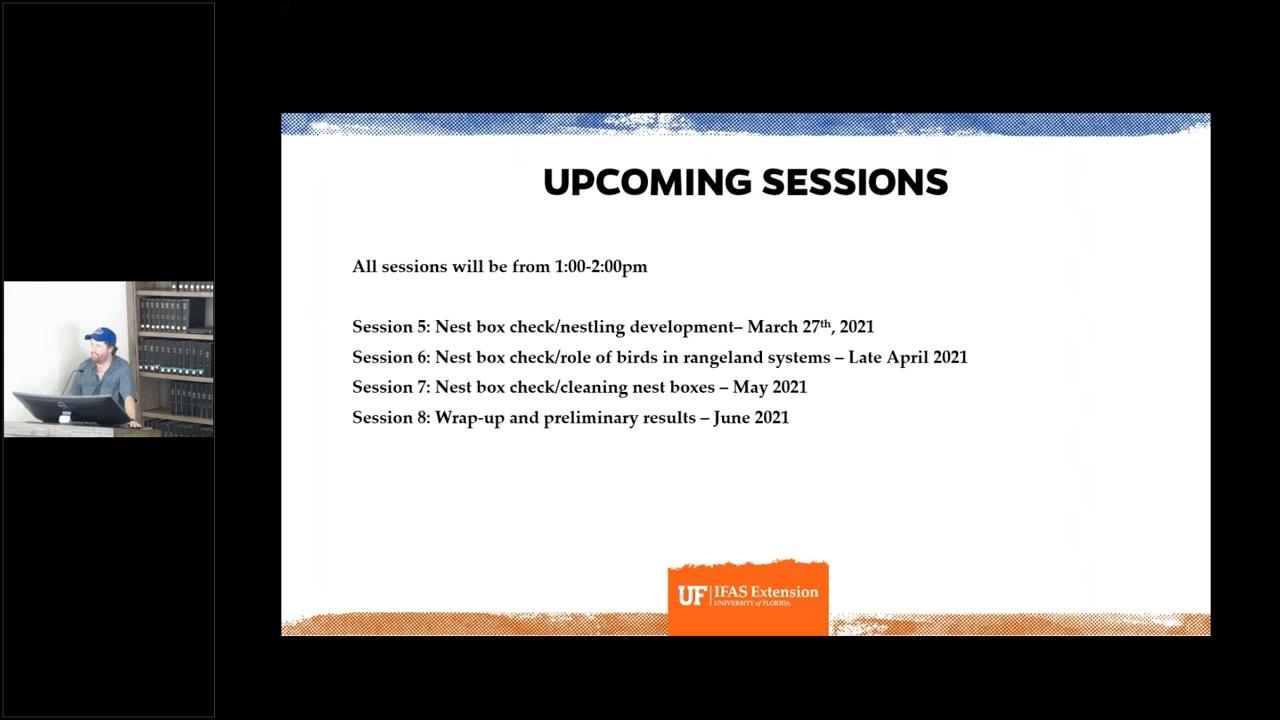 UPCOMING SESSIONS
All sessions will be from 1:00-2:00pm
Session 5: Nest box check/nestling development– March 27th, 2021
Session 6: Nest box check/role of birds in rangeland systems – Late April 2021
Session 7: Nest box check/cleaning nest boxes – May 2021
Session 8: Wrap-up and preliminary results – June 2021
UF IFAS Extension
UNIVERSITY of FLORIDA